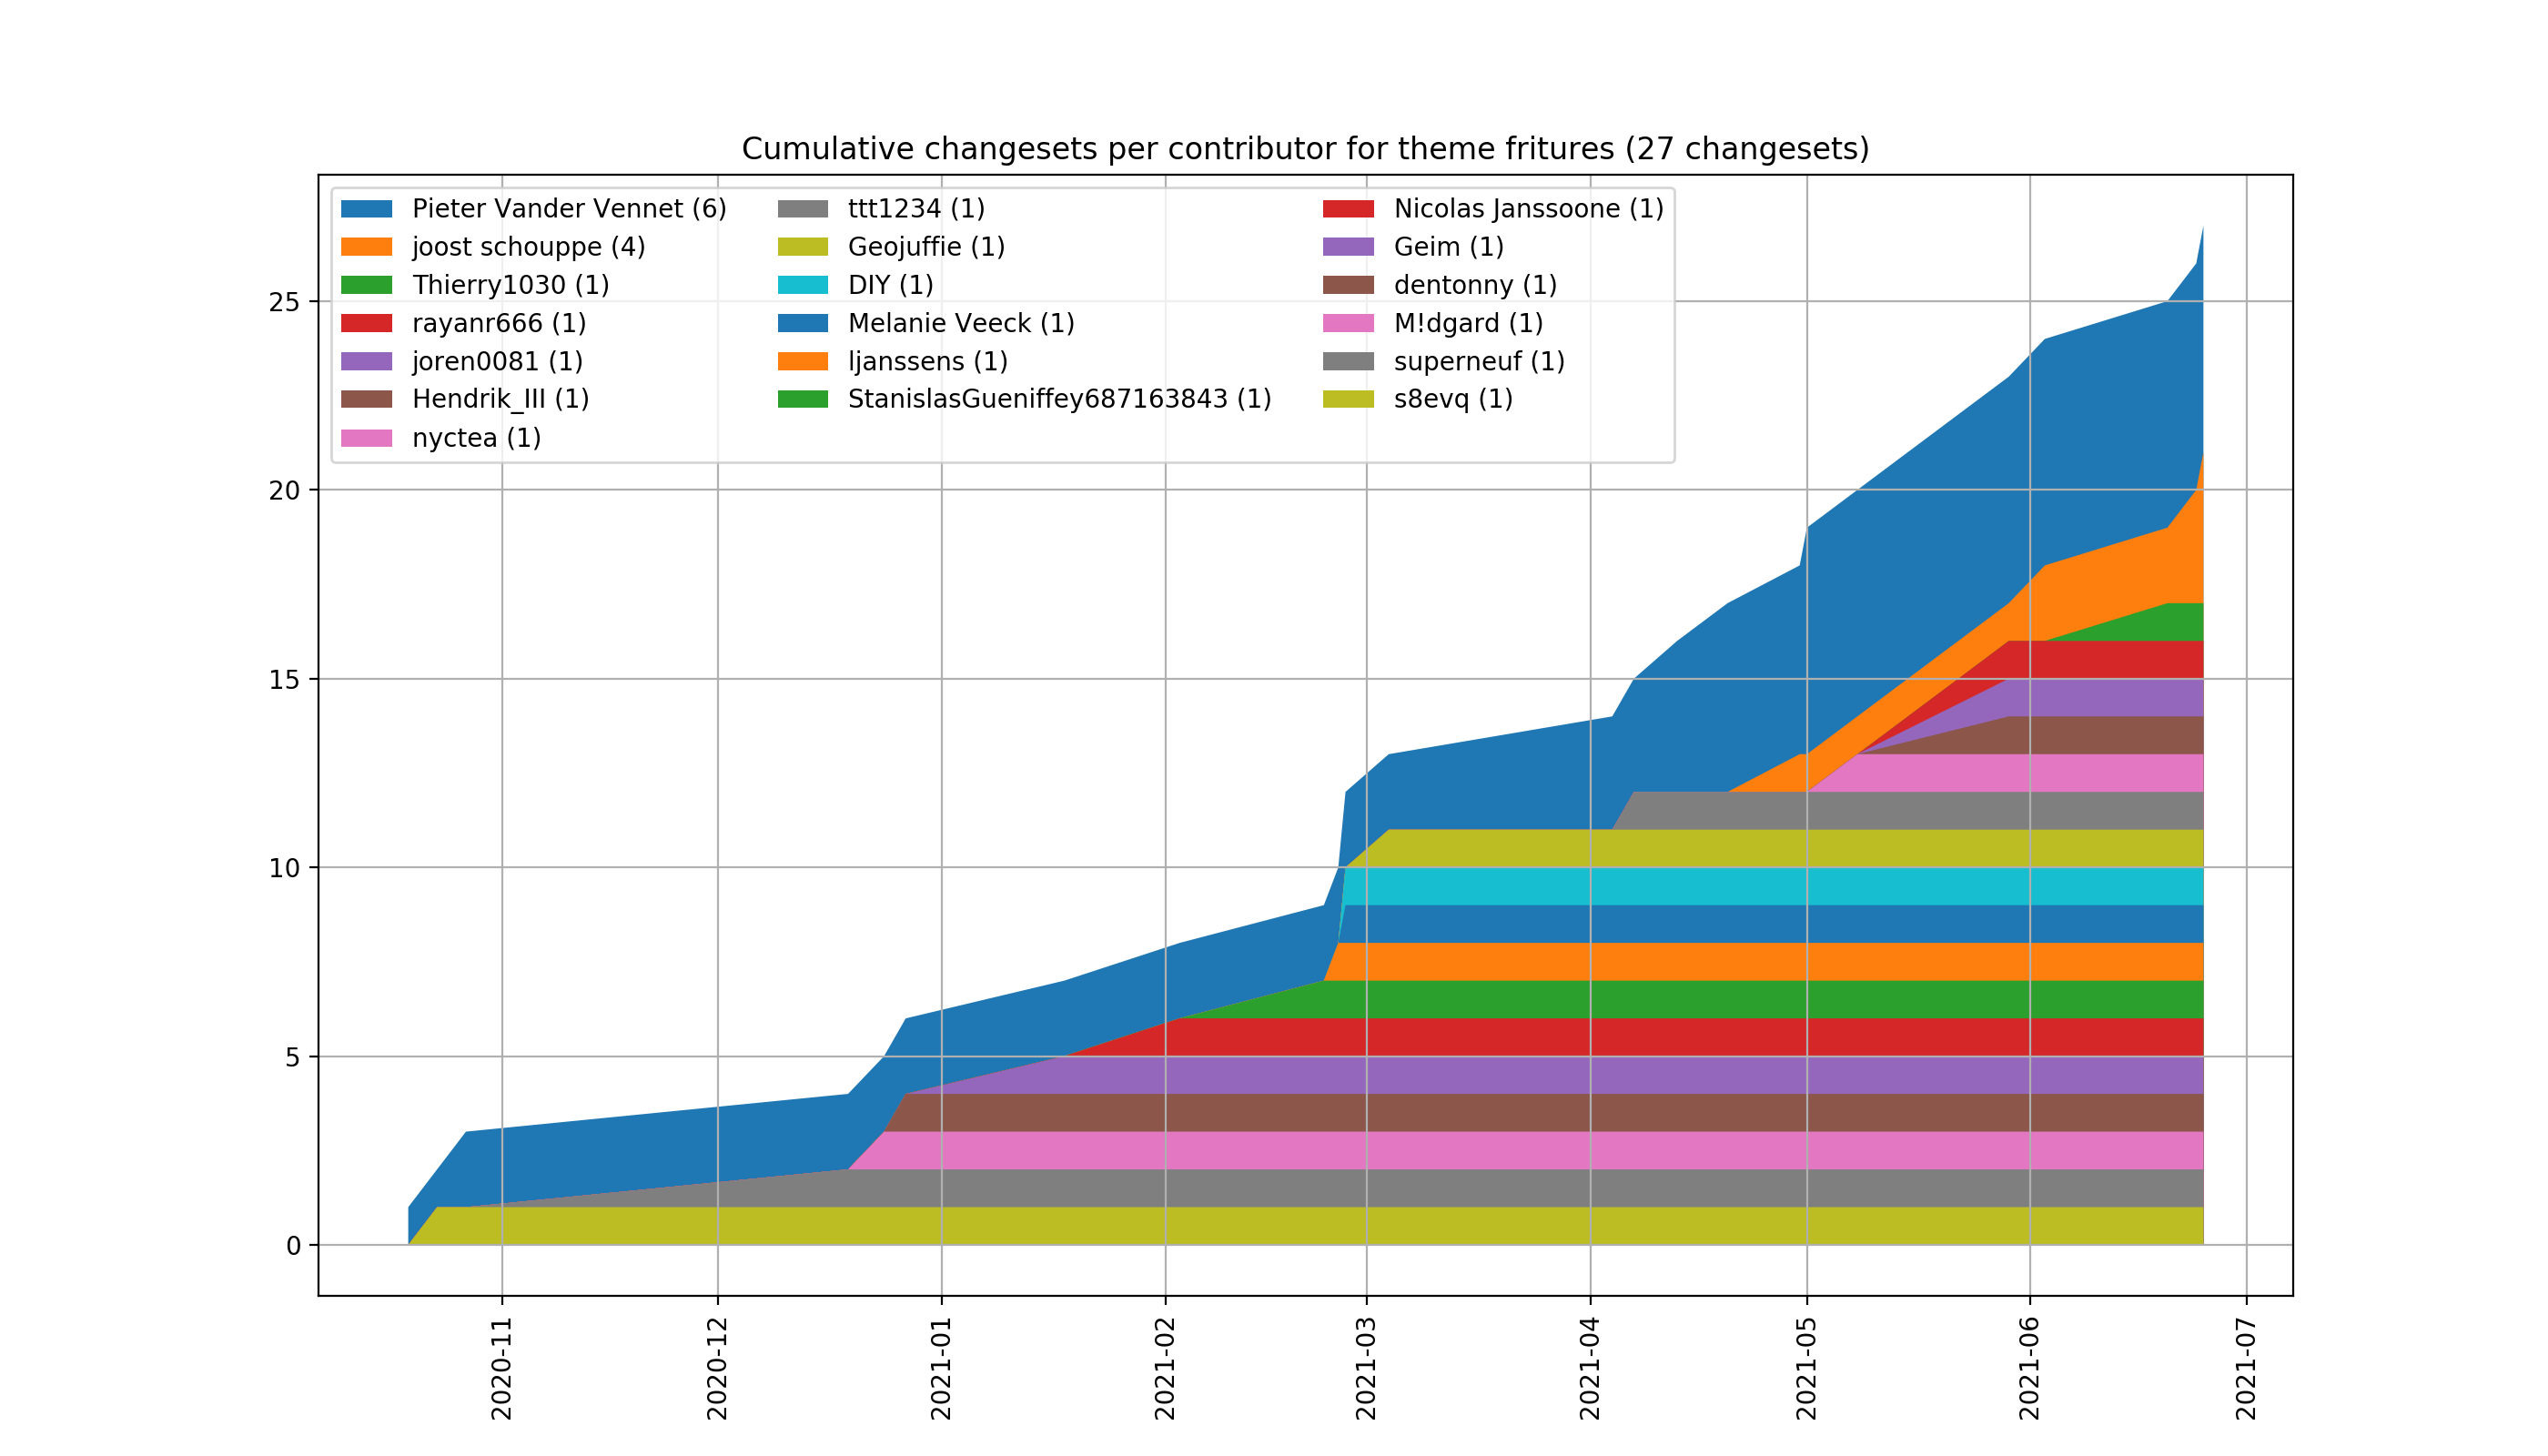 Cumulative changesets per contributor for theme fritures (27 changesets)
Pieter Vander Vennet (6)
joost schouppe (4)
Thierry1030 (1)
rayanr666 (1)
joren0081 (1)
Hendrik_III (1)
nyctea (1)
ttt1234 (1)
Geojuffie (1)
DIY (1)
Melanie Veeck (1)
ljanssens (1)
StanislasGueniffey687163843 (1)
Nicolas Janssoone (1)
Geim (1)
dentonny (1)
M!dgard (1)
superneuf (1)
s8evq (1)
25
20
15
10
5
0
2020-11
2020-12
2021-01
2021-02
2021-03
2021-04
2021-05
2021-06
2021-07